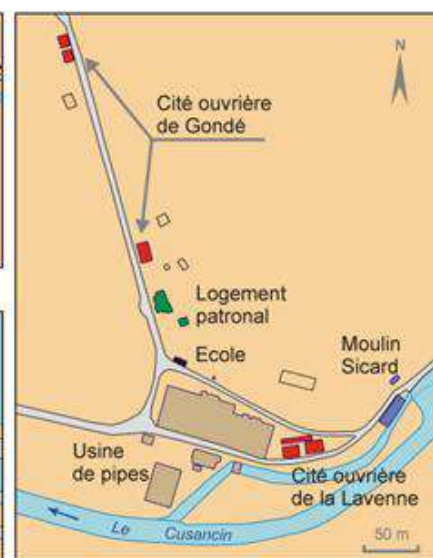 N
Cité ouvrière
de Gondé
Logement
patronal
Ecole
Moulin
Sicard
Usine
de pipes
Cité ouvrière
de la Lavenne
Le Cusancin
50 m